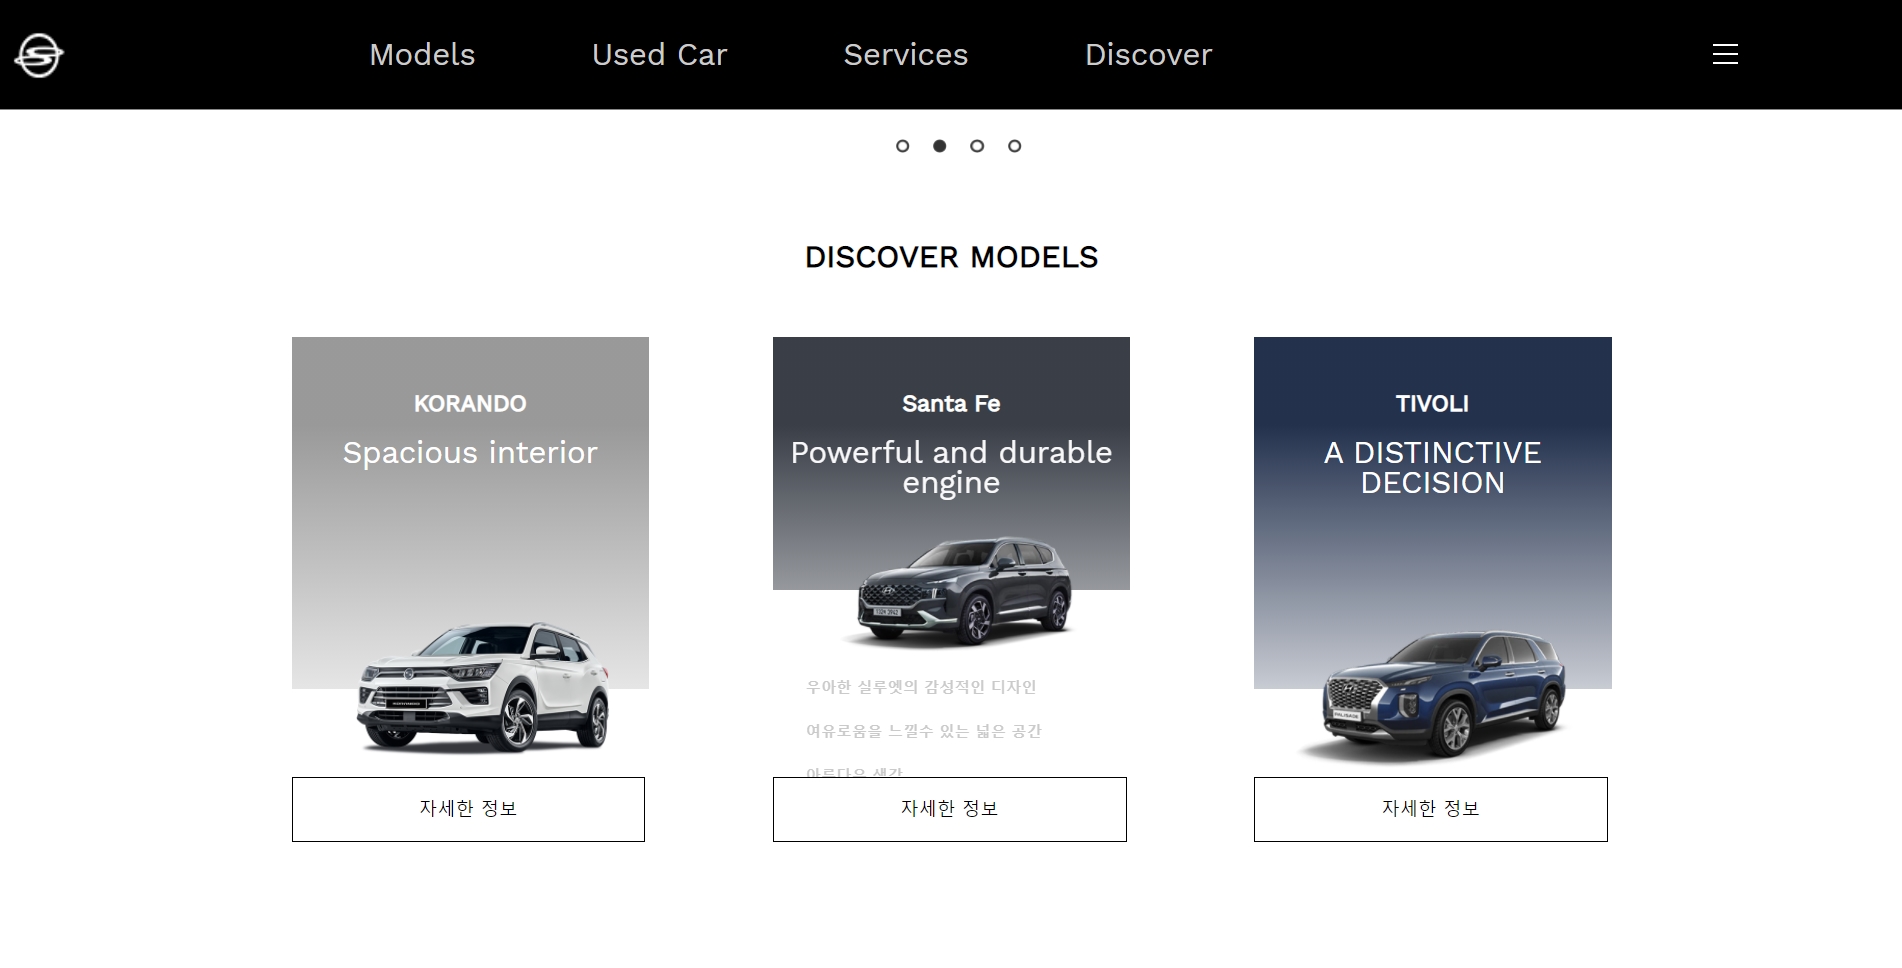 Models
Used Car
Services
Discover
DISCOVER MODELS
KORANDO
Spacious interior
Santa Fe
Powerful and durable
engine
우아한 실루엣의 감성적인 디자인
여유로움을 느낄수 있는 넓은 공간
자세한 정보
자세한 정보
TIVOLI
A DISTINCTIVE
DECISION
PALISADE
자세한 정보